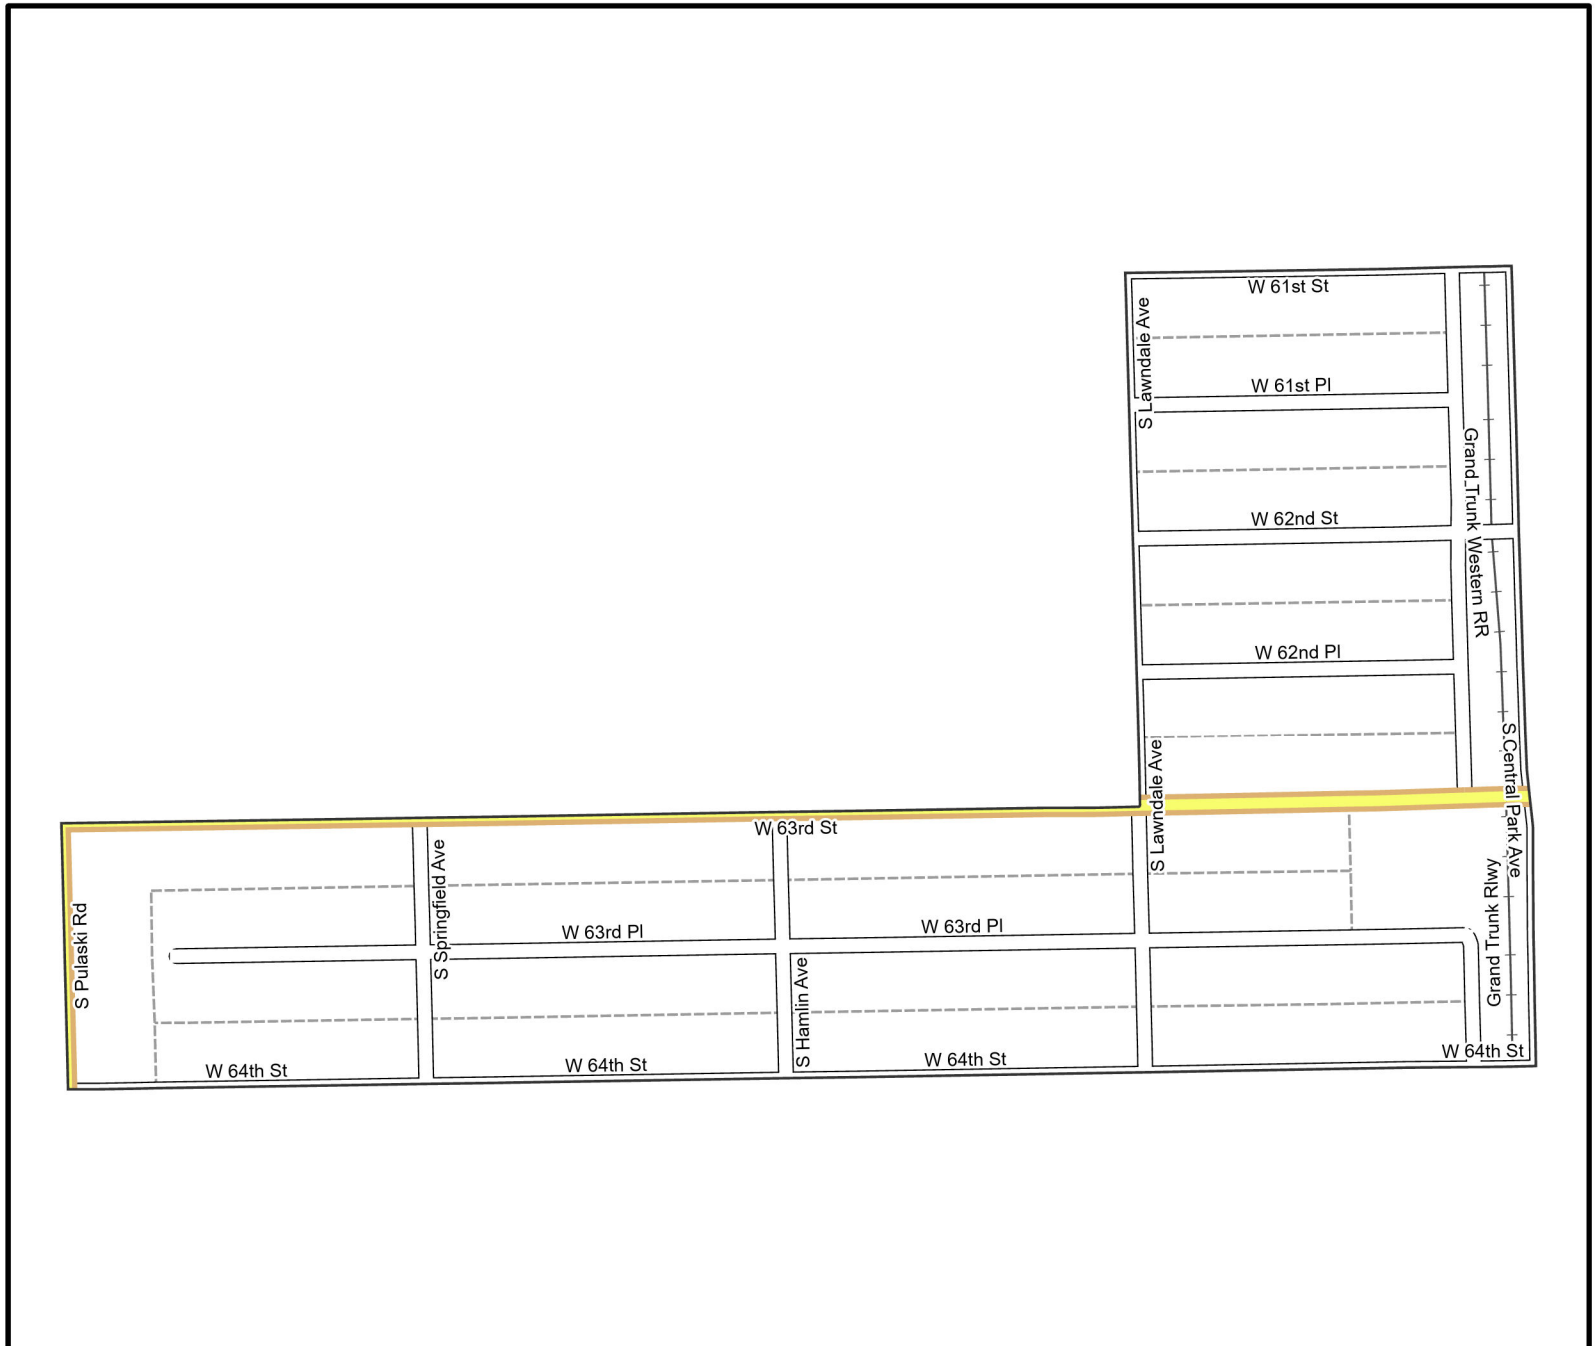 W 61st St
S Lawndale Ave
W 61st Pl
Grand Trunk Western RR
W 62nd St
W 62nd Pl
S Central Park Ave
S Lawndale Ave
W 63rd St
S Springfield Ave
Grand Trunk Rlwy
S Pulaski Rd
W 63rd Pl
W 63rd Pl
S Hamlin Ave
W 64th St
W 64th St
W 64th St
W 64th St